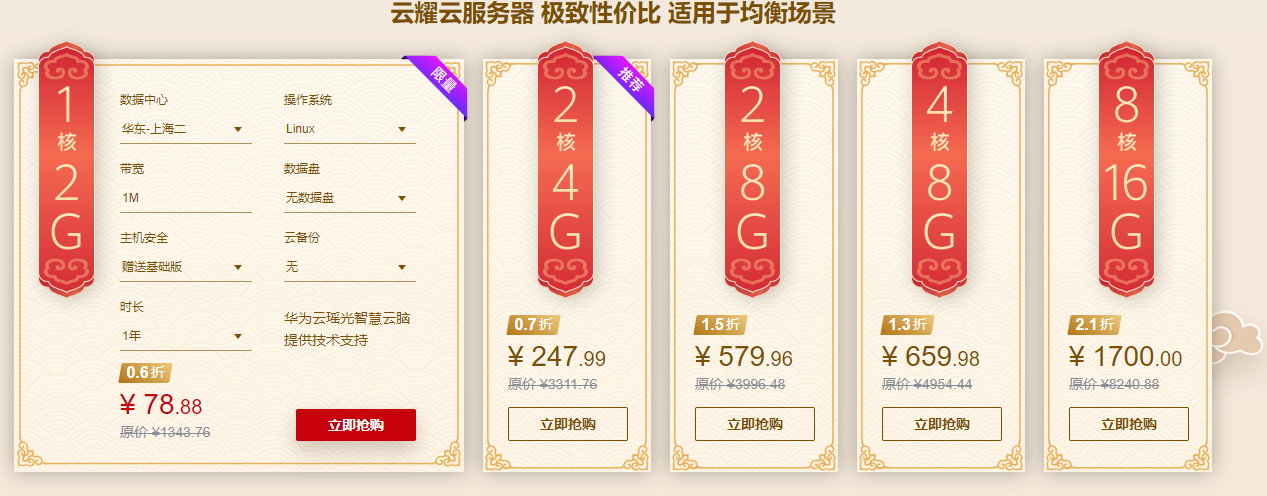 云耀云服务器 极致性价比 适用于均衡场景
限量
1
核
2
G
数据中心
操作系统
华东-上海二
Linux
带宽
数据盘
1M
无数据盘
主机安全
云备份
赠送基础版
无
时长
华为云瑶光智慧云脑
提供技术支持
1年
0.6折
¥ 78.88
原价 ¥1343.76
立即抢购
推荐
2
核
4
G
0.7折
¥ 247.99
原价 ¥3311.76
立即抢购
2
核
8
G
1.5折
¥ 579.96
原价 ¥3996.48
立即抢购
4
核
8
G
1.3折
¥ 659.98
原价 ¥4954.44
立即抢购
8
核
16
G
2.1折
¥ 1700.00
原价 ¥8240.88
立即抢购